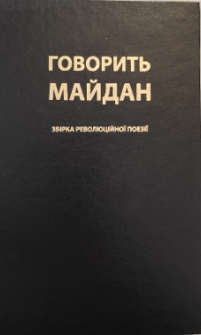 ГОВОРИТЬ
МАЙДАН
ЗБІРКА РЕВОЛЮЦІЙНОЇ ПОЕЗІЇ